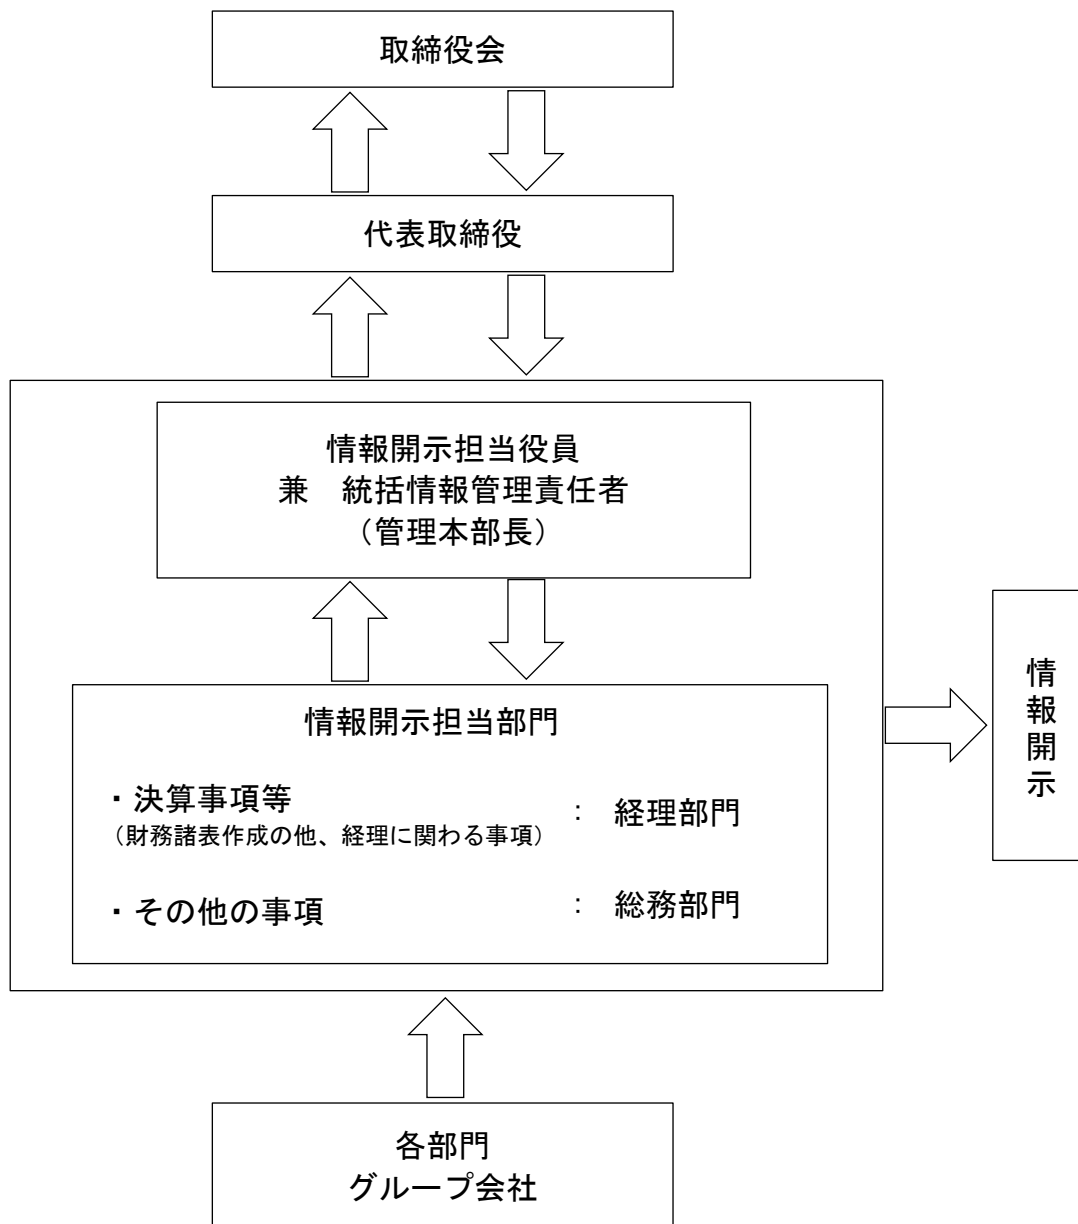 取締役会
代表取締役
情報開示担当役員
兼　統括情報管理責任者
（管理本部長）
情報開示担当部門
・決算事項等　：　経理部門
（財務諸表作成の他、経理に関わる事項）
・その他の事項　：　総務部門
情報開示
各部門
グループ会社